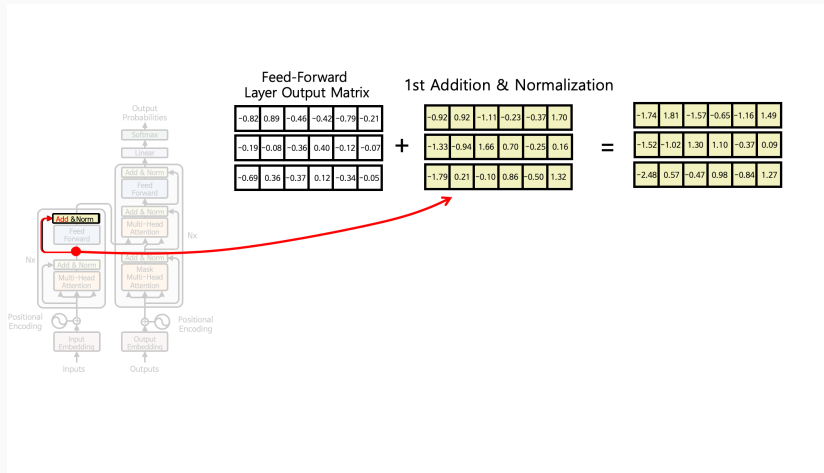 Feed-Forward
Layer Output Matrix
1st Addition & Normalization
-0.82 0.89 -0.46 -0.42 -0.79 -0.21
-0.19 -0.08 -0.36 0.40 -0.12 -0.07
-0.69 0.36 -0.37 0.12 -0.34 -0.05
+
-0.92 0.92 -1.11 -0.23 -0.37 1.70
-1.33 -0.94 1.66 0.70 -0.25 0.16
-1.79 0.21 -0.10 0.86 -0.50 1.32
=
-1.74 1.81 -1.57 -0.65 -1.16 1.49
-1.52 -1.02 1.30 1.10 -0.37 0.09
-2.48 0.57 -0.47 0.98 -0.84 1.27
Output
Probabilities
Softmax
Linear
Add & Norm
Feed
Forward
Add & Norm
Multi-Head
Attention
Nx
Add & Norm
Mask
Multi-Head
Attention
Add &Norm
Feed
Forward
Nx
Add & Norm
Multi-Head
Attention
Positional
Encoding
Positional
Encoding
Input
Embedding
Output
Embedding
Inputs
Outputs